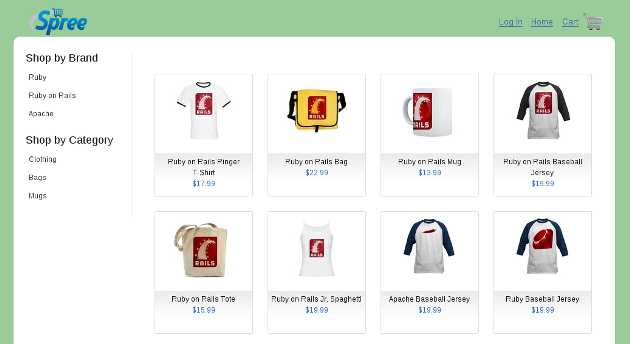 Spree
Log In Home Cart
Shop by Brand
Ruby
Ruby on Rails
Apache
Shop by Category
Clothing
Bags
Mugs
RAILS
Ruby on Rails Ringer
T-Shirt
$17.99
RAILS
Ruby on Rails Bag
$22.99
RAILS
Ruby on Rails Mug
$13.99
RAILS
Ruby on Rails Baseball
Jersey
$19.99
RAILS
Ruby on Rails Tote
$15.99
RAILS
Ruby on Rails Jr. Spaghetti
$19.99
Apache Baseball Jersey
$19.99
Ruby Baseball Jersey
$19.99